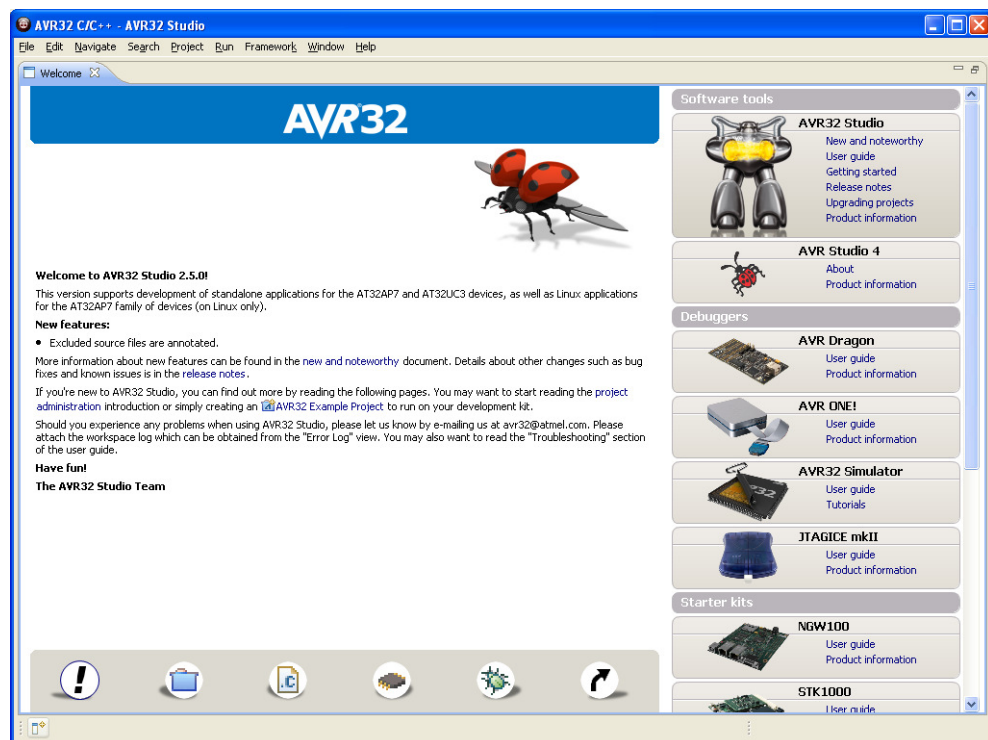 AVR32 C/C++ - AVR32 Studio
File Edit Navigate Search Project Run Framework Window Help
Welcome
AVR32
Welcome to AVR32 Studio 2.5.0!
This version supports development of standalone applications for the AT32AP7 and AT32UC3 devices, as well as Linux applications
for the AT32AP7 family of devices (on Linux only).
New features:
• Excluded source files are annotated.
More information about new features can be found in the new and noteworthy document. Details about other changes such as bug
fixes and known issues is in the release notes.
If you're new to AVR32 Studio, you can find out more by reading the following pages. You may want to start reading the project
administration introduction or simply creating an AVR32 Example Project to run on your development kit.
Should you experience any problems when using AVR32 Studio, please let us know by e-mailing us at avr32@atmel.com. Please
attach the workspace log which can be obtained from the "Error Log" view. You may also want to read the "Troubleshooting" section
of the user guide.
Have fun!
The AVR32 Studio Team
!
.c
Software tools
AVR32 Studio
New and noteworthy
User guide
Getting started
Release notes
Upgrading projects
Product information
AVR Studio 4
About
Product information
Debuggers
AVR Dragon
User guide
Product information
AVR ONE!
User guide
Product information
AVR32 Simulator
User guide
Tutorials
JTAGICE mkII
User guide
Product information
Starter kits
NGW100
User guide
Product information
STK1000
User guide